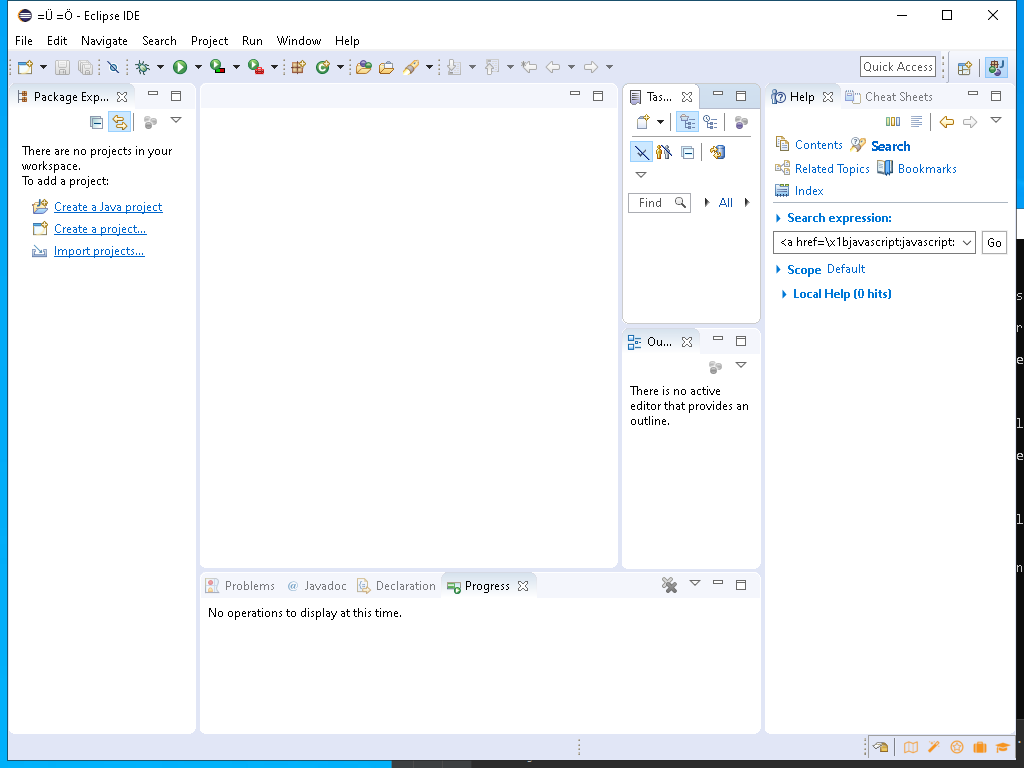 =Ü =Ö - Eclipse IDE
File Edit Navigate Search Project Run Window Help
Quick Access
Package Exp...
There are no projects in your
workspace.
To add a project:
Create a Java project
Create a project...
Import projects...
Tas...
Find
All
Ou...
There is no active
editor that provides an
outline.
Help Cheat Sheets
Contents Search
Related Topics Bookmarks
Index
Search expression:
<a href=\x1bjavascript:javascript: Go
Scope Default
Local Help (0 hits)
Problems @ Javadoc Declaration Progress
No operations to display at this time.